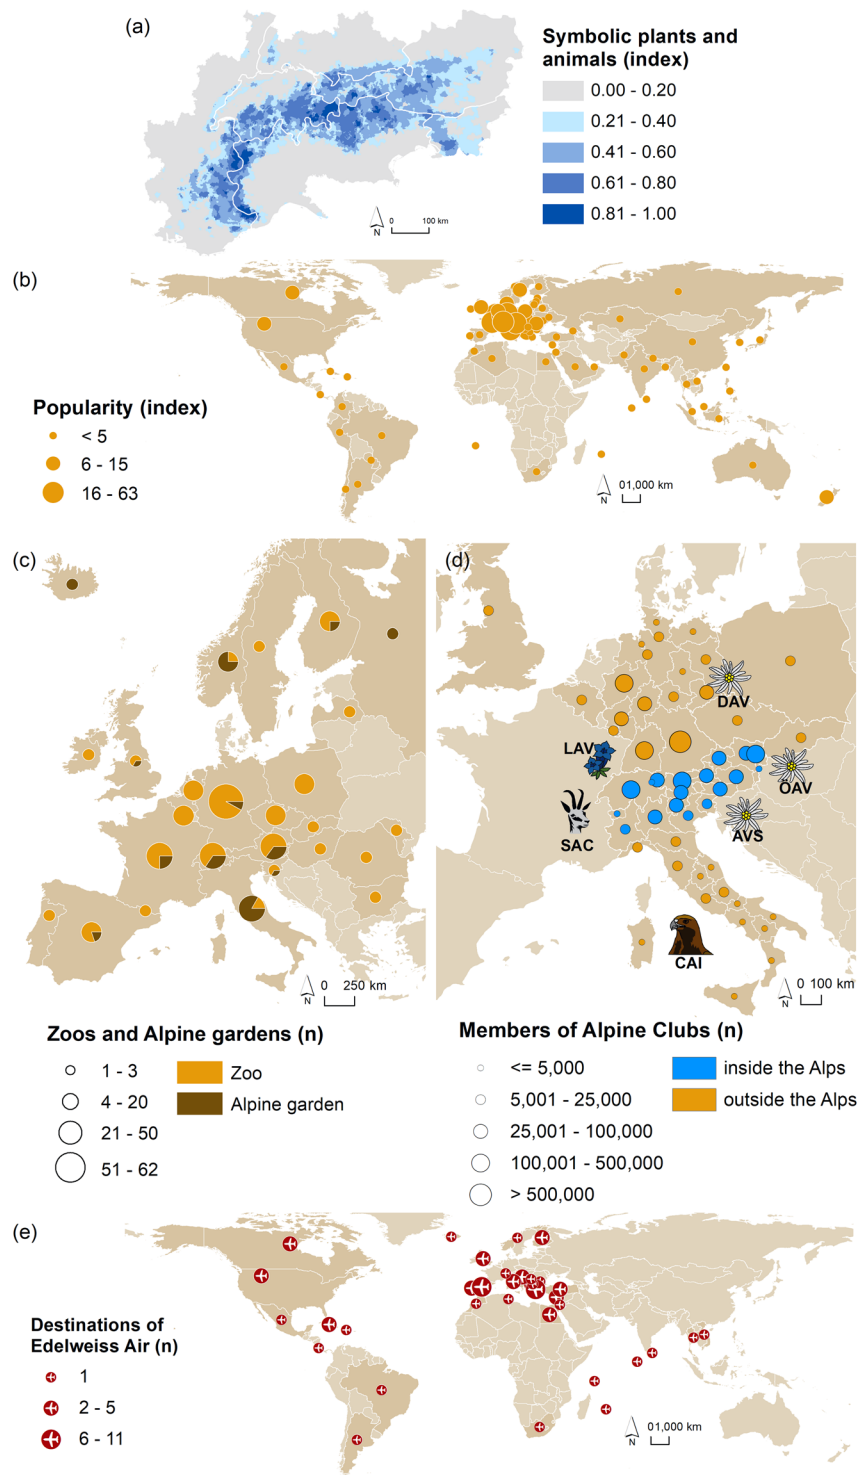 (a)
Symbolic plants and
animals (index)
0.00 - 0.20
0.21 - 0.40
0.41 - 0.60
0.61 - 0.80
0.81 - 1.00
N
0 100 km
(b)
Popularity (index)
< 5
6 - 15
16 - 63
N
01,000 km
(c)
N
0 250 km
Zoos and Alpine gardens (n)
1 - 3
4 - 20
21 - 50
51 - 62
Zoo
Alpine garden
(d)
DAV
LAV
ÖAV
SAC
AVS
CAI
N
0 100 km
Members of Alpine Clubs (n)
<= 5,000
5,001 - 25,000
25,001 - 100,000
100,001 - 500,000
> 500,000
inside the Alps
outside the Alps
(e)
Destinations of
Edelweiss Air (n)
1
2 - 5
6 - 11
N
01,000 km